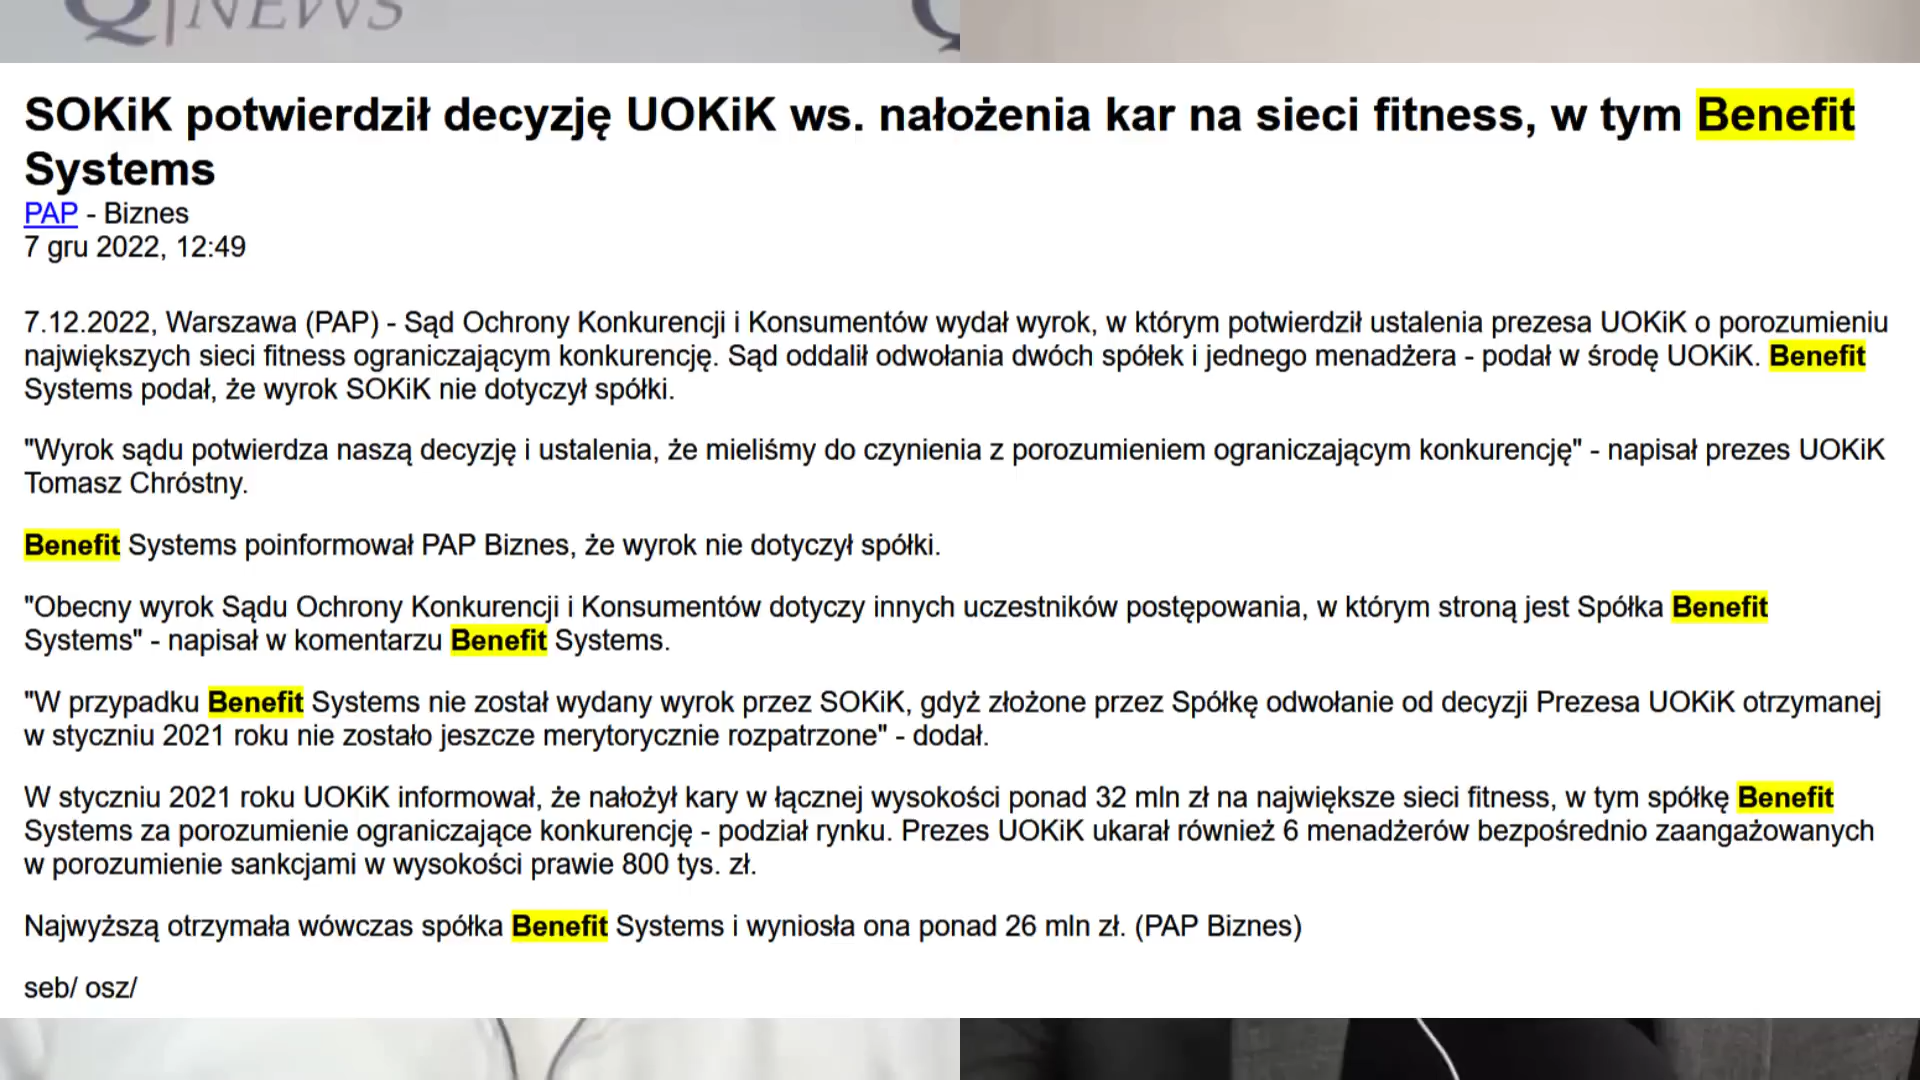 Q|NEWS
SOKiK potwierdził decyzję UOKiK ws. nałożenia kar na sieci fitness, w tym Benefit
Systems
PAP - Biznes
7 gru 2022, 12:49
7.12.2022, Warszawa (PAP) - Sąd Ochrony Konkurencji i Konsumentów wydał wyrok, w którym potwierdził ustalenia prezesa UOKiK o porozumieniu
największych sieci fitness ograniczającym konkurencję. Sąd oddalił odwołania dwóch spółek i jednego menadżera - podał w środę UOKiK. Benefit
Systems podał, że wyrok SOKiK nie dotyczył spółki.
"Wyrok sądu potwierdza naszą decyzję i ustalenia, że mieliśmy do czynienia z porozumieniem ograniczającym konkurencję" - napisał prezes UOKiK
Tomasz Chróstny.
Benefit Systems poinformował PAP Biznes, że wyrok nie dotyczył spółki.
"Obecny wyrok Sądu Ochrony Konkurencji i Konsumentów dotyczy innych uczestników postępowania, w którym stroną jest Spółka Benefit
Systems" - napisał w komentarzu Benefit Systems.
"W przypadku Benefit Systems nie został wydany wyrok przez SOKiK, gdyż złożone przez Spółkę odwołanie od decyzji Prezesa UOKiK otrzymanej
w styczniu 2021 roku nie zostało jeszcze merytorycznie rozpatrzone" - dodał.
W styczniu 2021 roku UOKiK informował, że nałożył kary w łącznej wysokości ponad 32 mln zł na największe sieci fitness, w tym spółkę Benefit
Systems za porozumienie ograniczające konkurencję - podział rynku. Prezes UOKiK ukarał również 6 menadżerów bezpośrednio zaangażowanych
w porozumienie sankcjami w wysokości prawie 800 tys. zł.
Najwyższą otrzymała wówczas spółka Benefit Systems i wyniosła ona ponad 26 mln zł. (PAP Biznes)
seb/ osz/